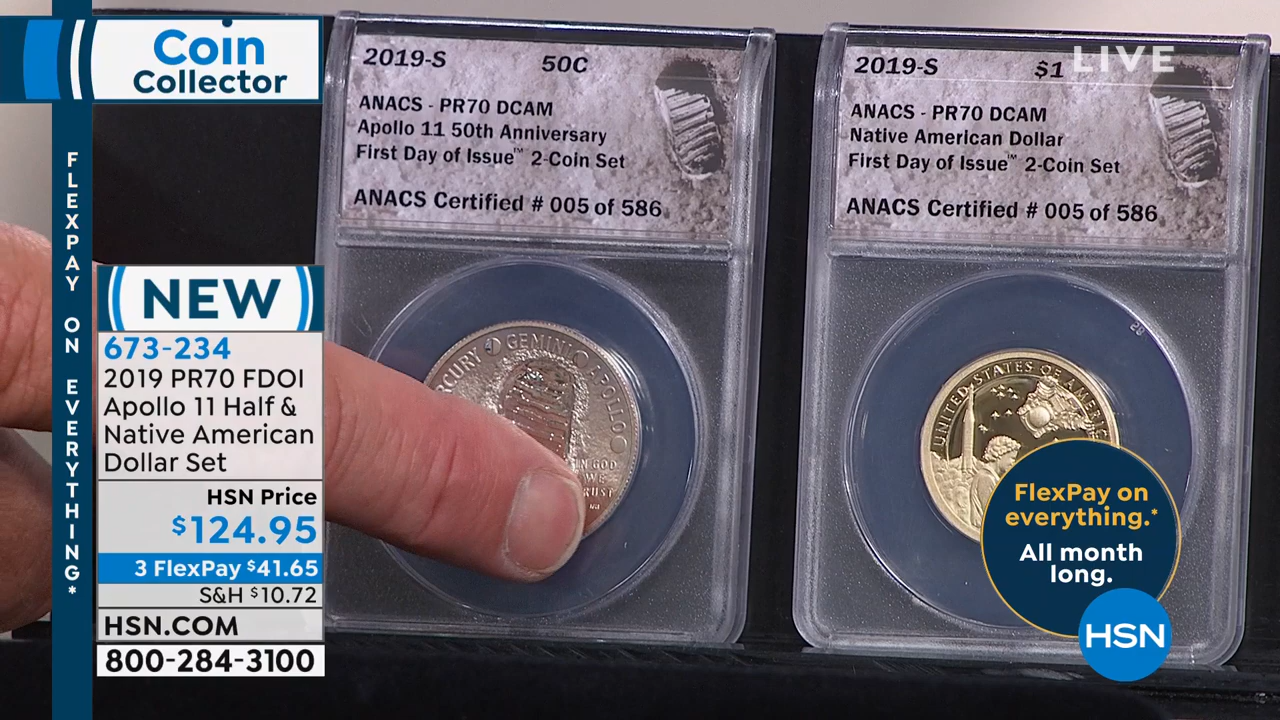 Coin
Collector
FLEXPAY ON EVERYTHING*
(NEW)
673-234
2019 PR70 FDOI
Apollo 11 Half &
Native American
Dollar Set
HSN Price
$124.95
3 FlexPay $41.65
S&H $10.72
HSN.COM
800-284-3100
2019-S 50C
ANACS - PR70 DCAM
Apollo 11 50th Anniversary
First Day of Issue™ 2-Coin Set
ANACS Certified # 005 of 586
RCURY GEMINI APOLLO
IN GOD
WE
RUST
2019-S $1
ANACS - PR70 DCAM
Native American Dollar
First Day of Issue™ 2-Coin Set
ANACS Certified # 005 of 586
UNITED STATES OF AMERICA
LIVE
FlexPay on
everything.*
All month
long.
HSN